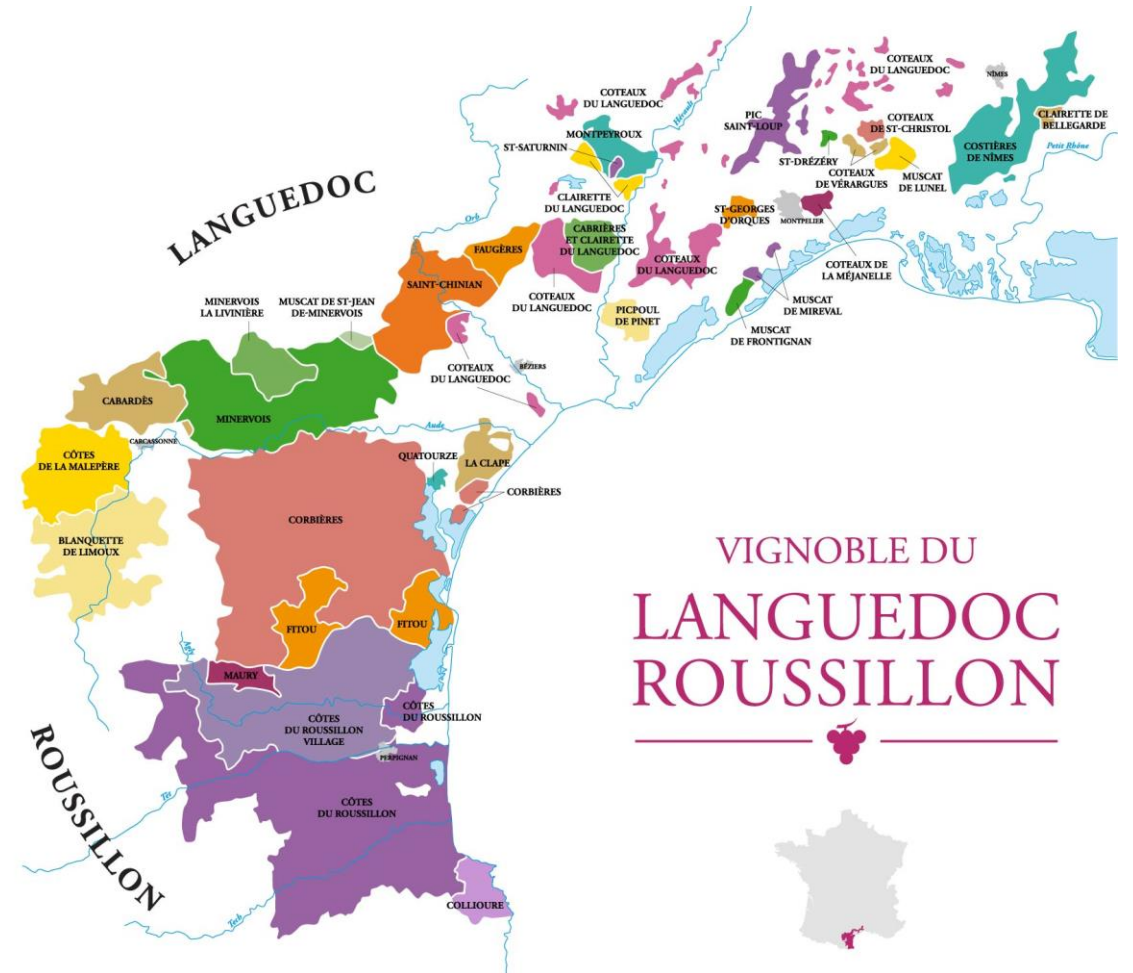 COTEAUX
DU LANGUEDOC
NÎMES
COTEAUX
DU LANGUEDOC
Hérault
PIC
SAINT-LOUP
COTEAUX
DE ST-CHRISTOL
CLAIRETTE DE
BELLEGARDE
MONTPEYROUX
ST-SATURNIN
Petit Rhône
COSTIÈRES
DE NÎMES
ST-DRÉZÉRY
COTEAUX
DE VÉRARGUES
MUSCAT
DE LUNEL
CLAIRETTE
DU LANGUEDOC
LANGUEDOC
Orb
ST-GEORGES
D'ORQUES
MONTPELIER
CABRIÈRES
ET CLAIRETTE
DU LANGUEDOC
FAUGÈRES
COTEAUX
DU LANGUEDOC
COTEAUX DE
LA MÉJANELLE
SAINT-CHINIAN
COTEAUX
DU LANGUEDOC
MINERVOIS
LA LIVINIÈRE
MUSCAT DE ST-JEAN
DE-MINERVOIS
PICPOUL
DE PINET
MUSCAT
DE MIREVAL
MUSCAT
DE FRONTIGNAN
COTEAUX
DU LANGUEDOC
BÉZIERS
CABARDÈS
MINERVOIS
Aude
CARCASSONNE
CÔTES
DE LA MALEPÈRE
QUATOURZE
LA CLAPE
CORBIÈRES
CORBIÈRES
BLANQUETTE
DE LIMOUX
VIGNOBLE DU
LANGUEDOC
ROUSSILLON
FITOU
FITOU
Agly
MAURY
Agly
CÔTES
DU ROUSSILLON
CÔTES
DU ROUSSILLON
VILLAGE
PERPIGNAN
ROUSSILLON
Têt
CÔTES
DU ROUSSILLON
Tech
COLLIOURE